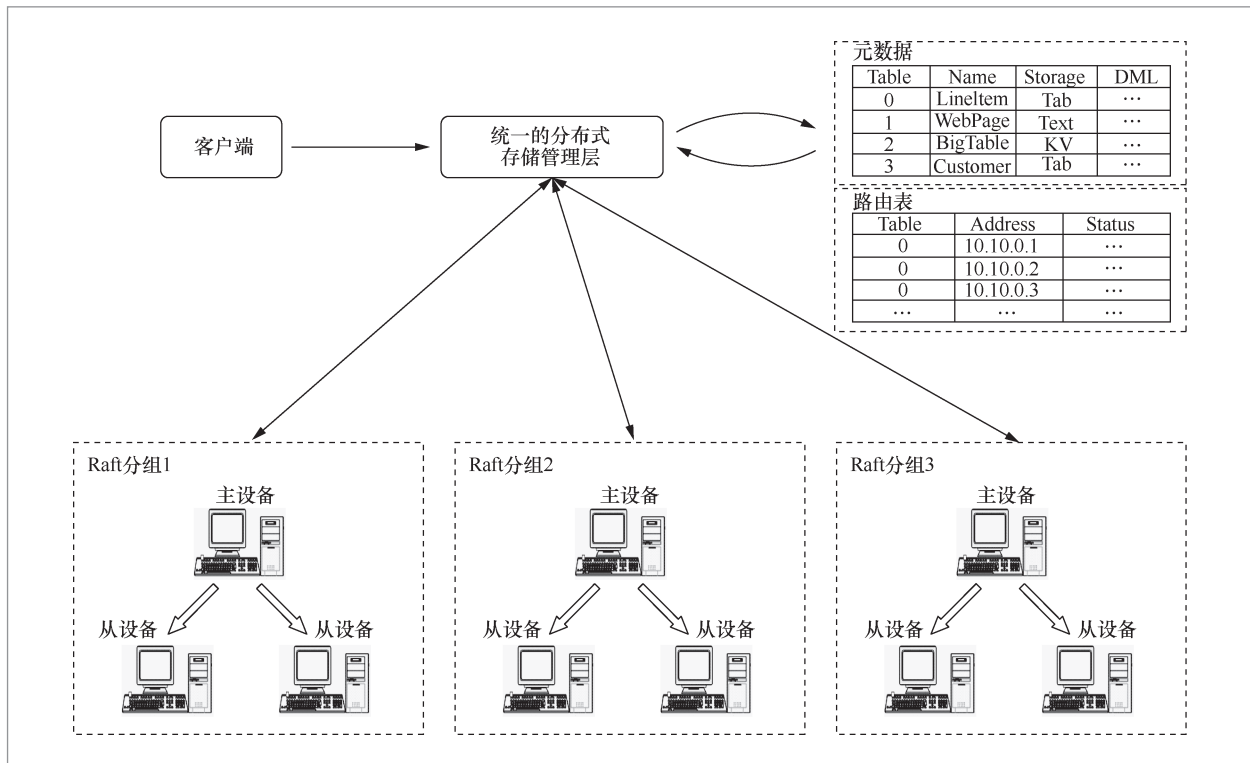 元数据
Table Name Storage DML
0 LineItem Tab …
1 WebPage Text …
2 BigTable KV …
3 Customer Tab …
客户端
统一的分布式
存储管理层
路由表
Table Address Status
0 10.10.0.1 …
0 10.10.0.2 …
0 10.10.0.3 …
… … …
Raft分组1
主设备
从设备 从设备
Raft分组2
主设备
从设备 从设备
Raft分组3
主设备
从设备 从设备